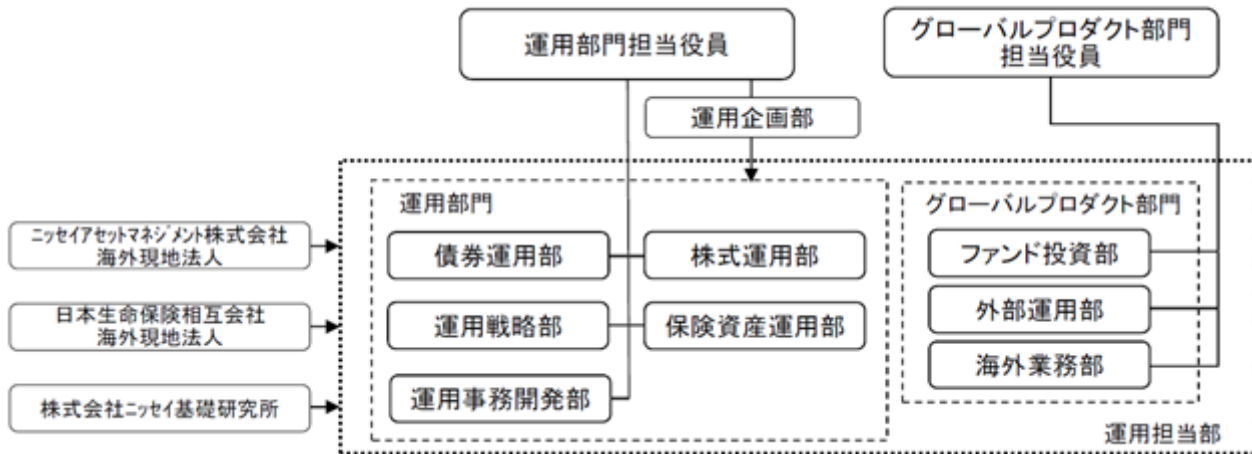 運用部門担当役員
グローバルプロダクト部門
担当役員
運用企画部
運用部門
グローバルプロダクト部門
ニッセイアセットマネジメント株式会社
海外現地法人
債券運用部
株式運用部
ファンド投資部
日本生命保険相互会社
海外現地法人
運用戦略部
保険資産運用部
外部運用部
海外業務部
株式会社ニッセイ基礎研究所
運用事務開発部
運用担当部